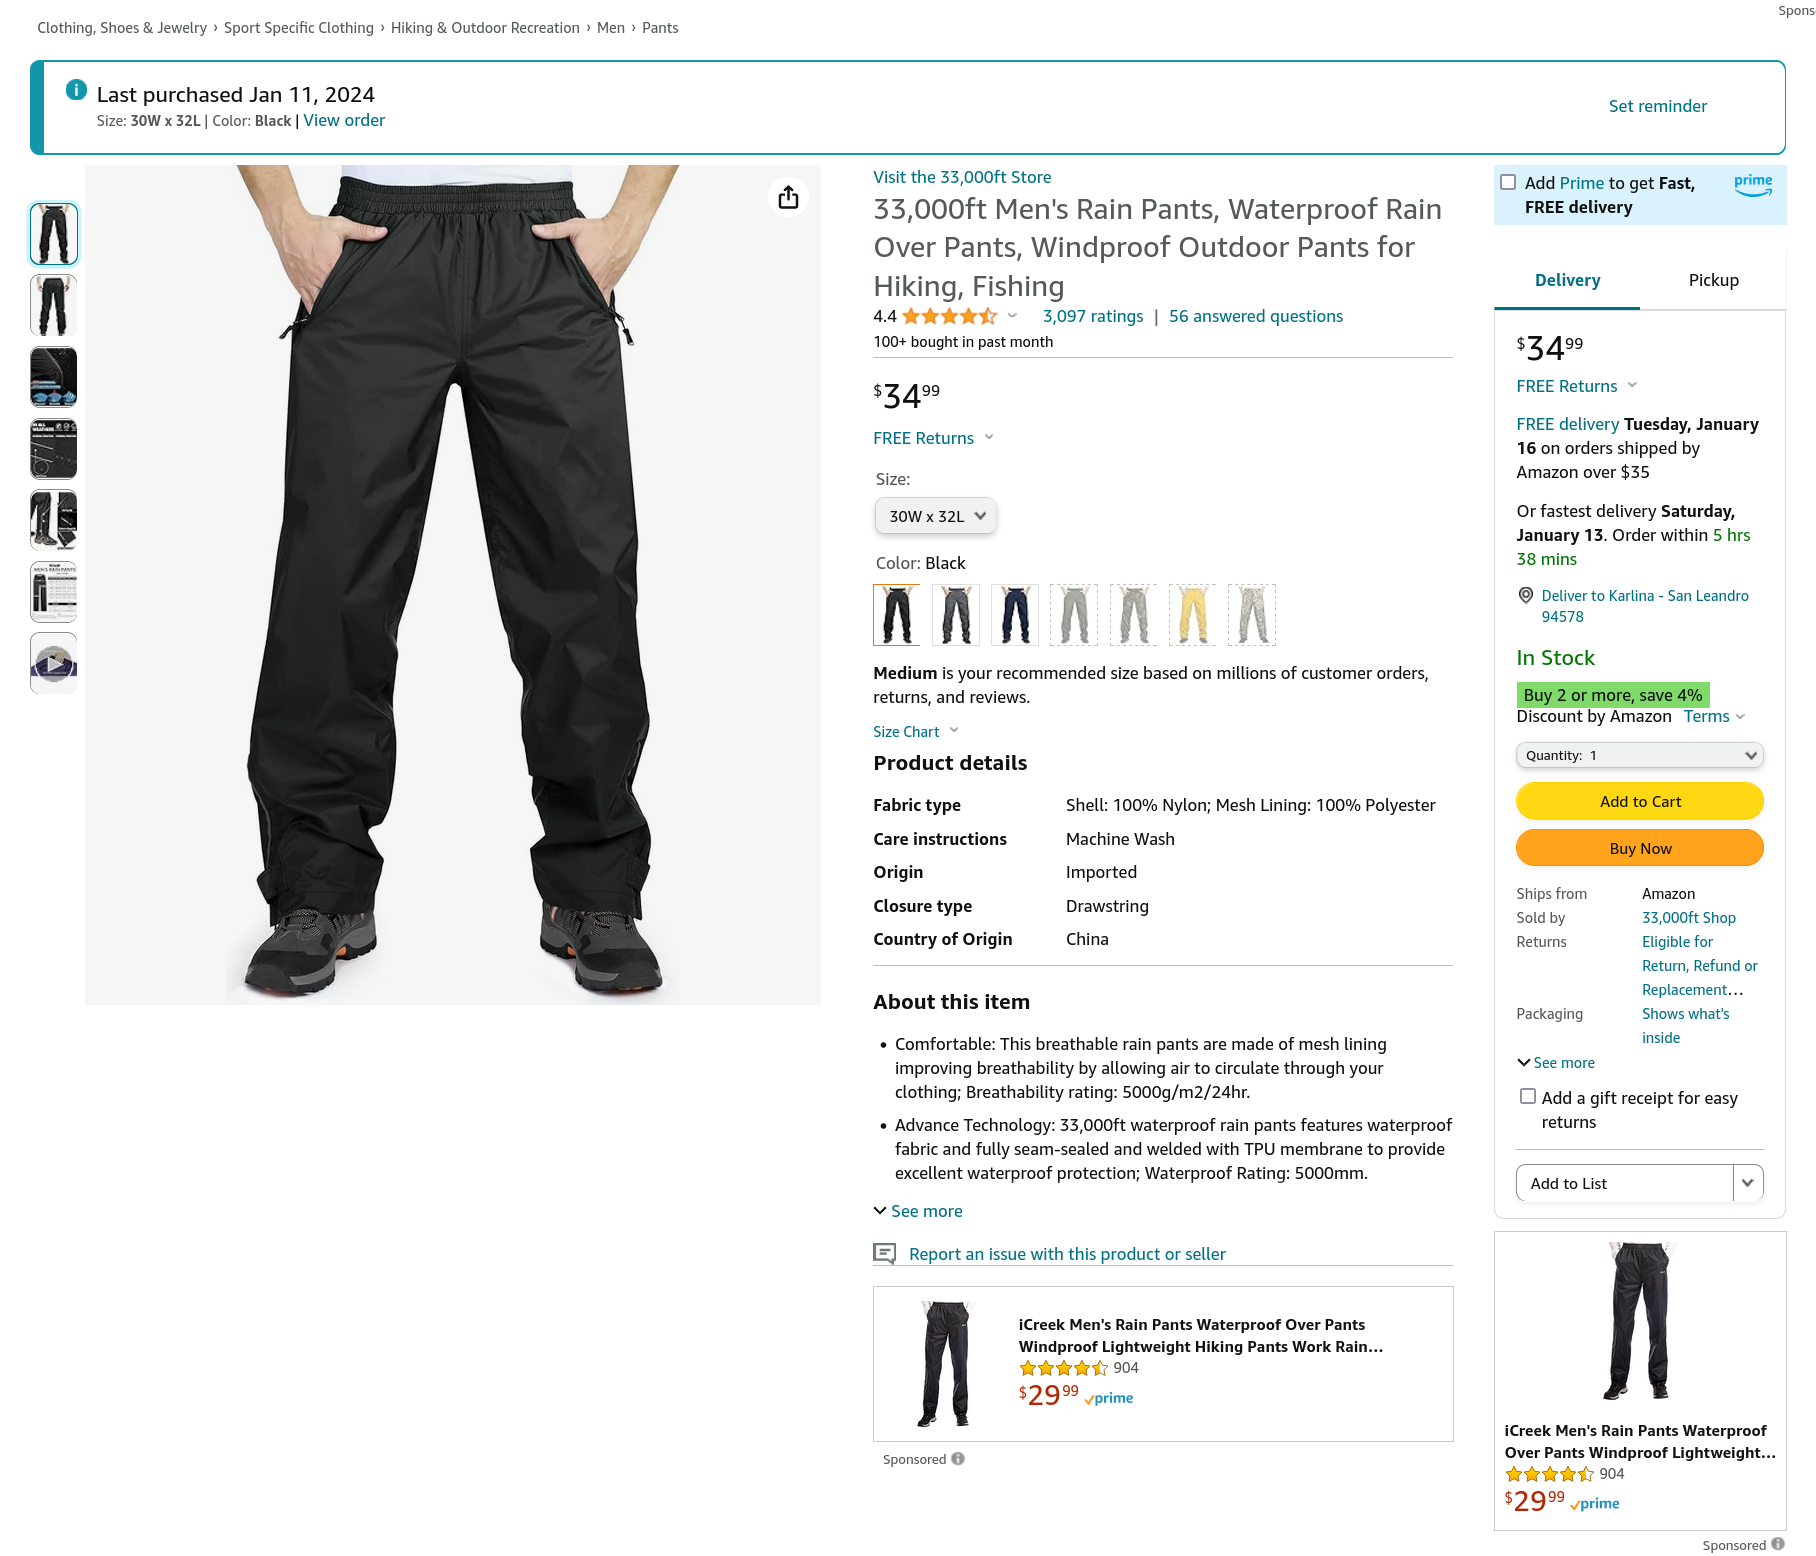 Spons
Clothing, Shoes & Jewelry › Sport Specific Clothing › Hiking & Outdoor Recreation › Men › Pants
Last purchased Jan 11, 2024
Size: 30W x 32L | Color: Black | View order
Set reminder
Visit the 33,000ft Store
33,000ft Men's Rain Pants, Waterproof Rain
Over Pants, Windproof Outdoor Pants for
Hiking, Fishing
4.4 3,097 ratings | 56 answered questions
100+ bought in past month
$34 99
FREE Returns
Size:
30W x 32L
Color: Black
Medium is your recommended size based on millions of customer orders,
returns, and reviews.
Size Chart
Product details
Fabric type Shell: 100% Nylon; Mesh Lining: 100% Polyester
Care instructions Machine Wash
Origin Imported
Closure type Drawstring
Country of Origin China
About this item
• Comfortable: This breathable rain pants are made of mesh lining
improving breathability by allowing air to circulate through your
clothing; Breathability rating: 5000g/m2/24hr.
• Advance Technology: 33,000ft waterproof rain pants features waterproof
fabric and fully seam-sealed and welded with TPU membrane to provide
excellent waterproof protection; Waterproof Rating: 5000mm.
See more
Report an issue with this product or seller
iCreek Men's Rain Pants Waterproof Over Pants
Windproof Lightweight Hiking Pants Work Rain...
904
$29 99 prime
Sponsored
Add Prime to get Fast,
FREE delivery
prime
Delivery Pickup
$34 99
FREE Returns
FREE delivery Tuesday, January
16 on orders shipped by
Amazon over $35
Or fastest delivery Saturday,
January 13. Order within 5 hrs
38 mins
Deliver to Karlina - San Leandro
94578
In Stock
Buy 2 or more, save 4%
Discount by Amazon Terms
Quantity: 1
Add to Cart
Buy Now
Ships from Amazon
Sold by 33,000ft Shop
Returns Eligible for
Return, Refund or
Replacement...
Packaging Shows what's
inside
See more
Add a gift receipt for easy
returns
Add to List
iCreek Men's Rain Pants Waterproof
Over Pants Windproof Lightweight...
904
$29 99 prime
Sponsored